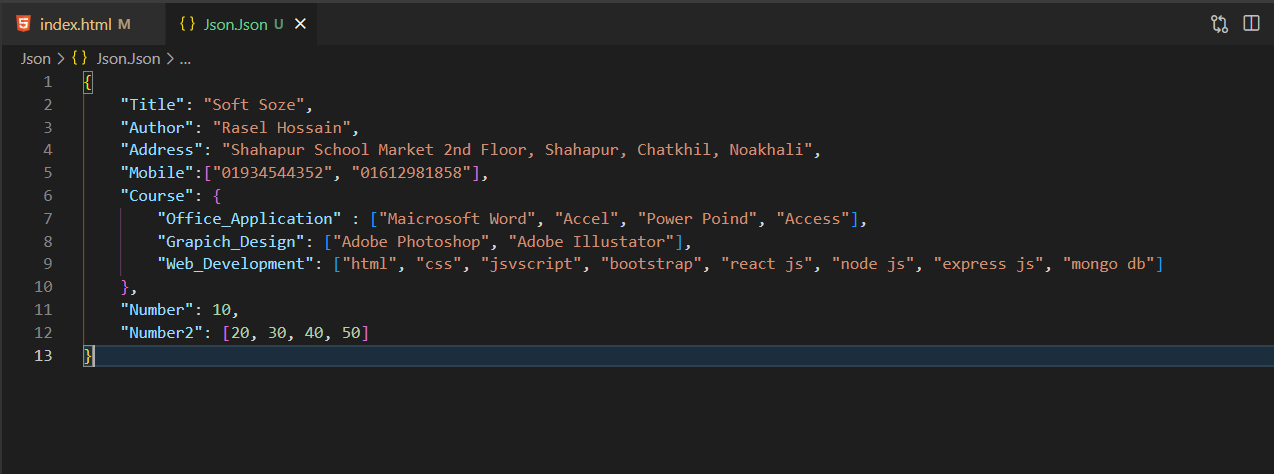 index.html M
{} Json.Json U ×
Json > {} Json.Json > ...
1 {
2     "Title": "Soft Soze",
3     "Author": "Rasel Hossain",
4     "Address": "Shahapur School Market 2nd Floor, Shahapur, Chatkhil, Noakhali",
5     "Mobile":["01934544352", "01612981858"],
6     "Course": {
7         "Office_Application" : ["Maicrosoft Word", "Accel", "Power Poind", "Access"],
8         "Grapich_Design": ["Adobe Photoshop", "Adobe Illustator"],
9         "Web_Development": ["html", "css", "jsvscript", "bootstrap", "react js", "node js", "express js", "mongo db"]
10     },
11     "Number": 10,
12     "Number2": [20, 30, 40, 50]
13 }